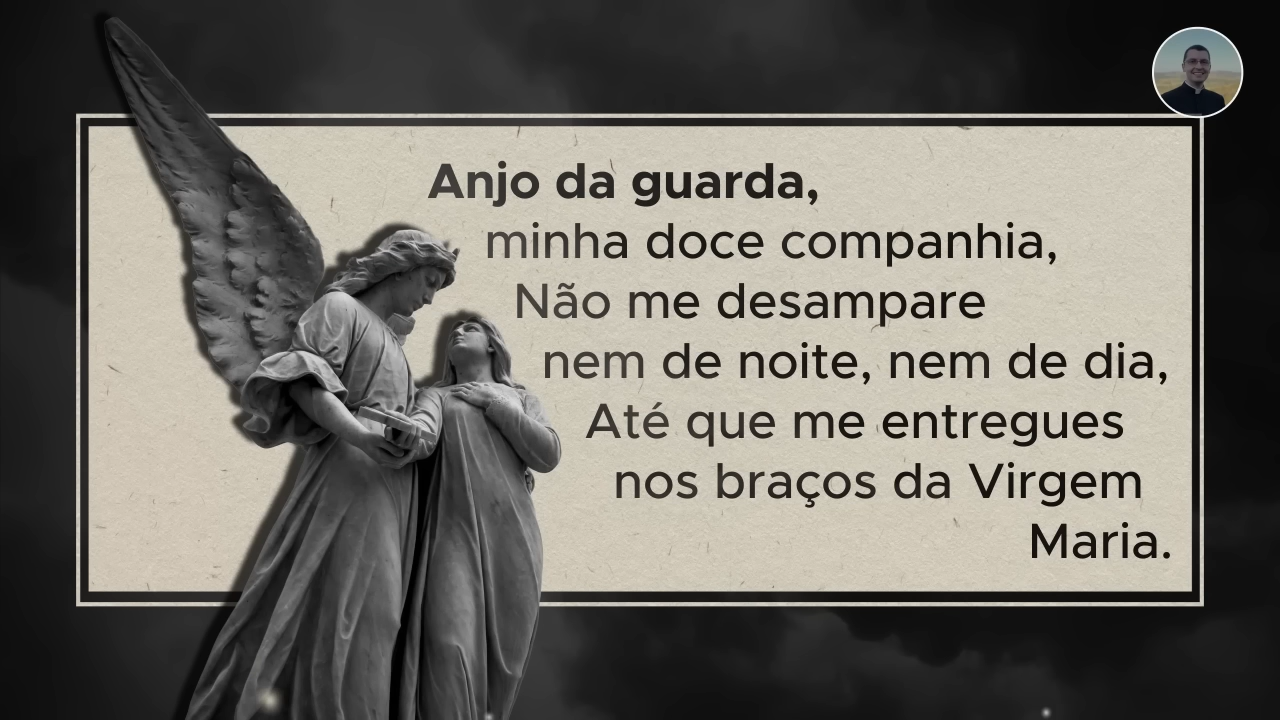 Anjo da guarda,
minha doce companhia,
Não me desampare
nem de noite, nem de dia,
Até que me entregues
nos braços da Virgem
Maria.